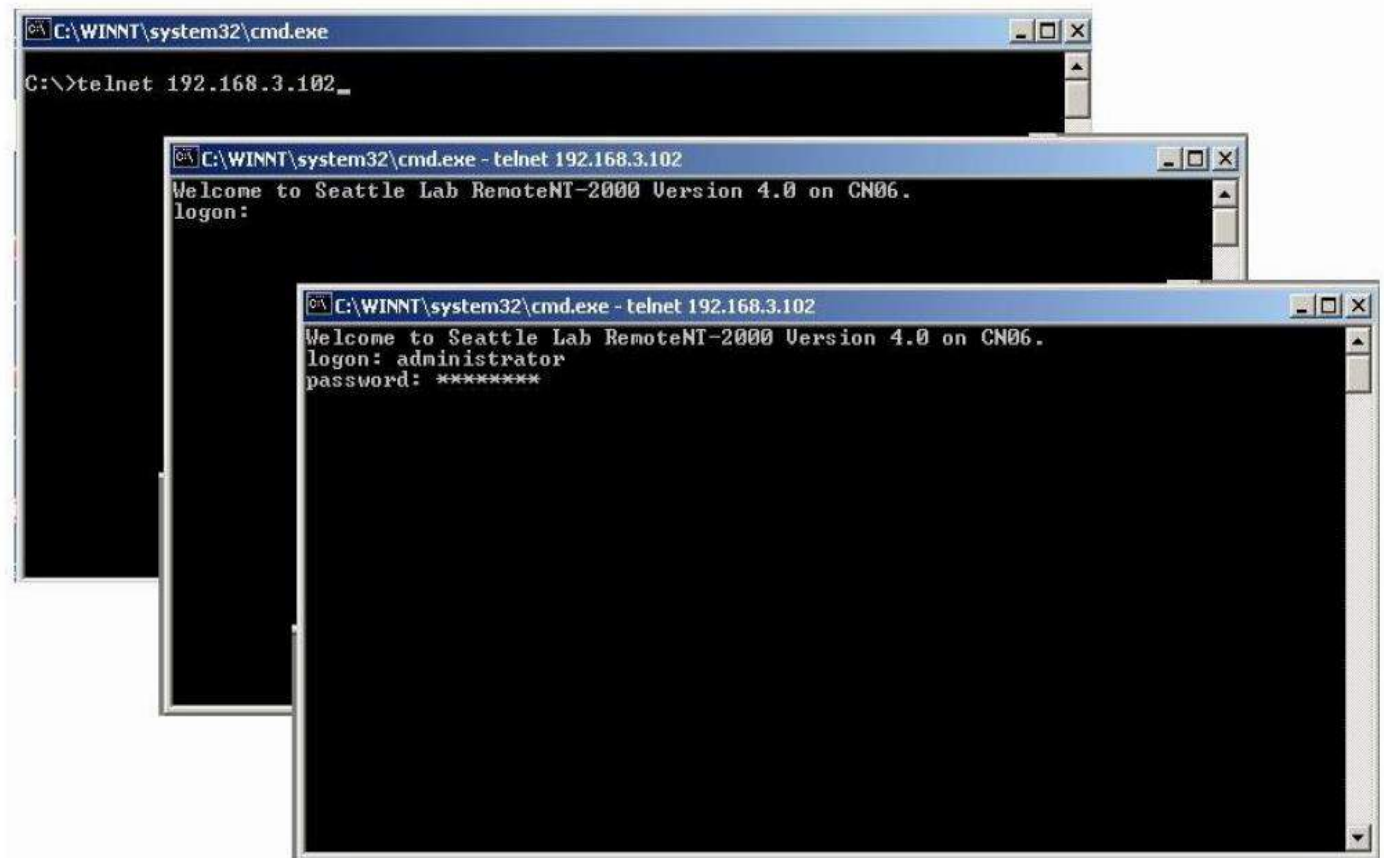 C:\WINNT\system32\cmd.exe
C:\>telnet 192.168.3.102_
C:\WINNT\system32\cmd.exe - telnet 192.168.3.102
Welcome to Seattle Lab RemoteNT-2000 Version 4.0 on CN06.
logon:
C:\WINNT\system32\cmd.exe - telnet 192.168.3.102
Welcome to Seattle Lab RemoteNT-2000 Version 4.0 on CN06.
logon: administrator
password: ********